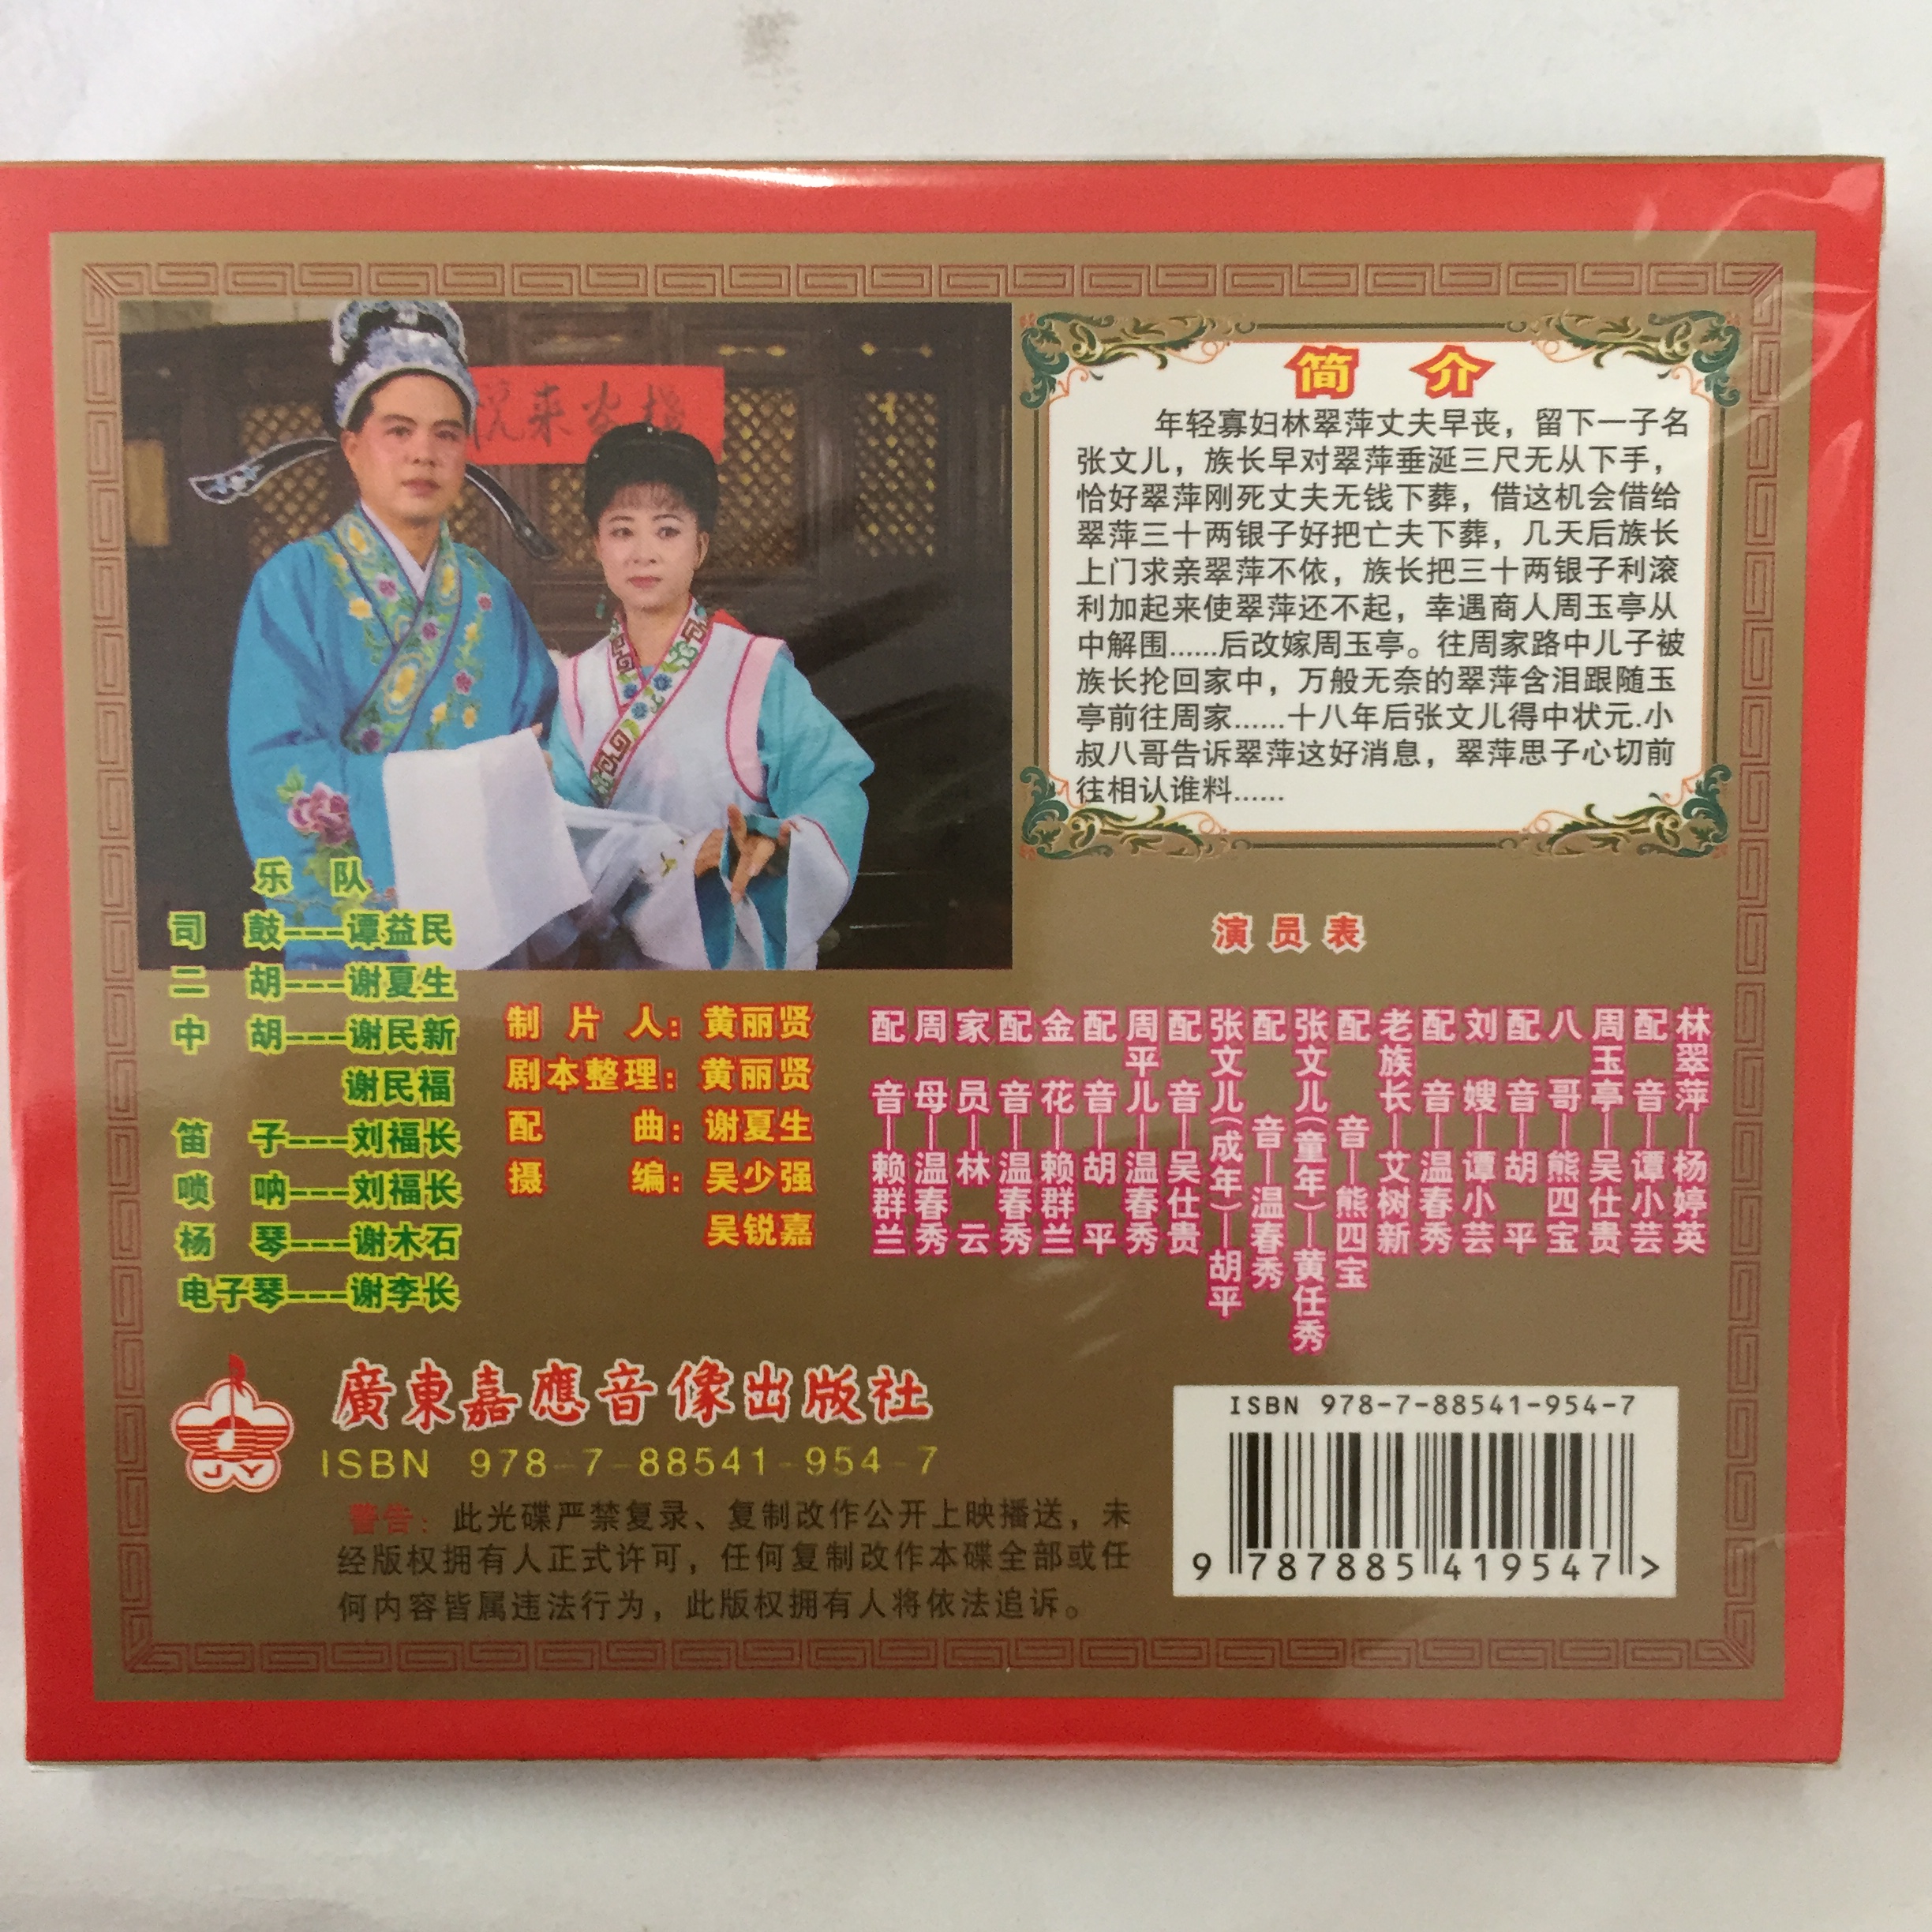 悦来客栈
简 介
年轻寡妇林翠萍丈夫早丧，留下一子名
张文儿，族长早对翠萍垂涎三尺无从下手，
恰好翠萍刚死丈夫无钱下葬，借这机会借给
翠萍三十两银子好把亡夫下葬，几天后族长
上门求亲翠萍不依，族长把三十两银子利滚
利加起来使翠萍还不起，幸遇商人周玉亭从
中解围......后改嫁周玉亭。往周家路中儿子被
族长抢回家中，万般无奈的翠萍含泪跟随玉
亭前往周家......十八年后张文儿得中状元.小
叔八哥告诉翠萍这好消息，翠萍思子心切前
往相认谁料......
乐 队
司 鼓---谭益民
二 胡---谢夏生
中 胡---谢民新
谢民福
笛 子---刘福长
唢 呐---刘福长
杨 琴---谢木石
电子琴---谢李长
制 片 人：黄丽贤
剧本整理：黄丽贤
配 曲：谢夏生
摄 编：吴少强
吴锐嘉
演员表
林翠萍—杨婷英
配 音—谭小芸
周玉亭—吴仕贵
八 哥—熊四宝
配 音—胡 平
刘 嫂—谭小芸
配 音—温春秀
老族长—艾树新
配 音—熊四宝
张文儿(童年)—黄任秀
配 音—温春秀
张文儿(成年)—胡平
配 音—吴仕贵
周平儿—温春秀
配 音—胡 平
金 花—赖群兰
配 音—温春秀
家 员—林 云
周 母—温春秀
配 音—赖群兰
JY
廣東嘉應音像出版社
ISBN 978-7-88541-954-7
警告：此光碟严禁复录、复制改作公开上映播送，未
经版权拥有人正式许可，任何复制改作本碟全部或任
何内容皆属违法行为，此版权拥有人将依法追诉。
ISBN 978-7-88541-954-7
9 787885 419547 >